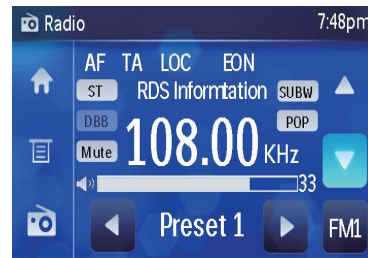 Radio 7:48pm
AF TA LOC EON
ST RDS Informtation SUBW
DBB POP
Mute 108.00 KHz
33
Preset 1 FM1